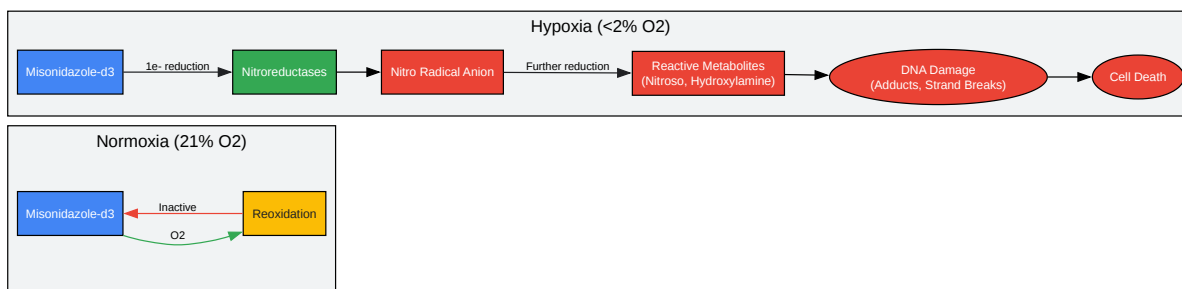 Hypoxia (<2% O2)
Misonidazole-d3
1e- reduction
Nitroreductases
Nitro Radical Anion
Further reduction
Reactive Metabolites
(Nitroso, Hydroxylamine)
DNA Damage
(Adducts, Strand Breaks)
Cell Death
Normoxia (21% O2)
Misonidazole-d3
Inactive
O2
Reoxidation